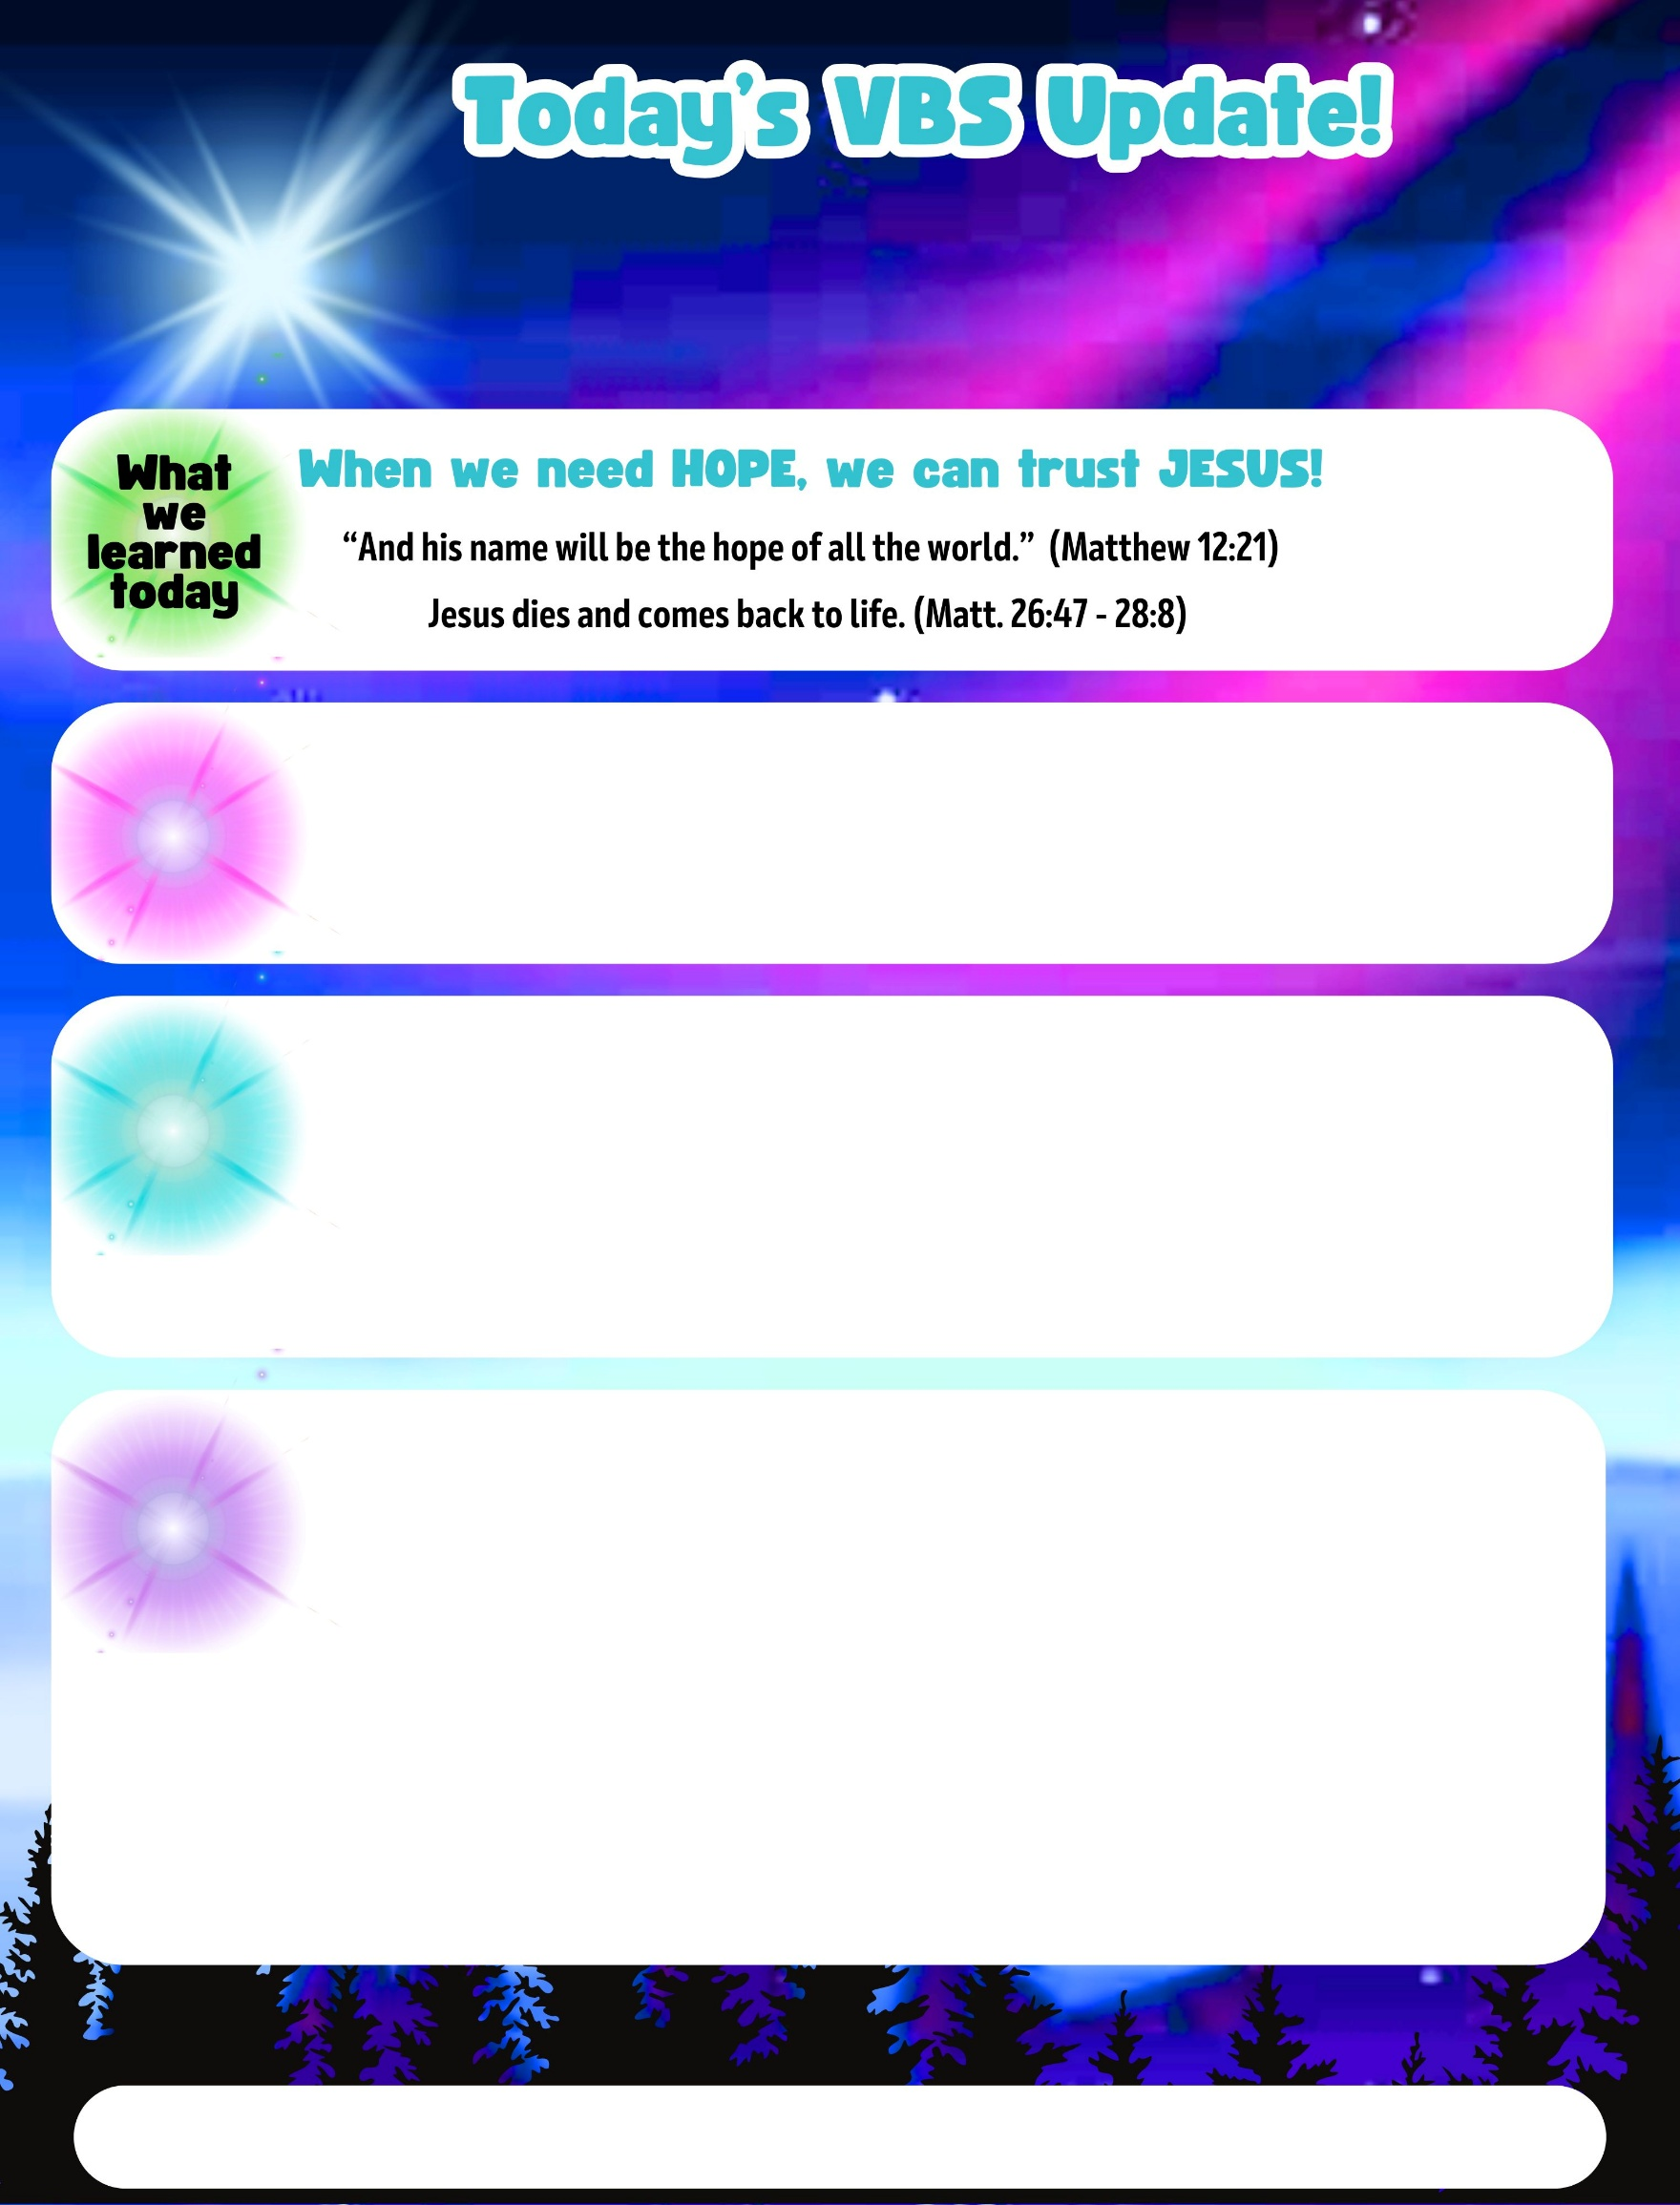 Today’s VBS Update!
What
we
learned
today
When we need HOPE, we can trust JESUS!
“And his name will be the hope of all the world.” (Matthew 12:21)
Jesus dies and comes back to life. (Matt. 26:47 - 28:8)